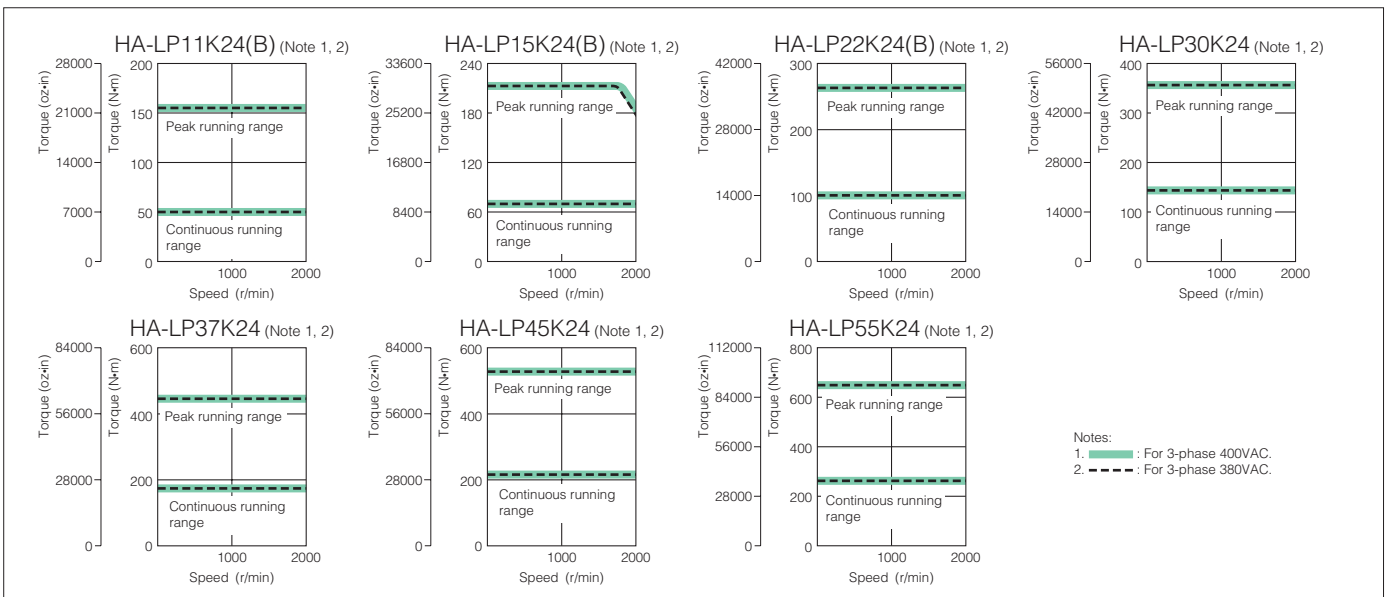 HA-LP11K24(B) (Note 1, 2)
Torque (oz•in)
28000
21000
14000
7000
0
Torque (N•m)
200
150
100
50
0
Peak running range
Continuous running
range
1000
2000
Speed (r/min)
HA-LP15K24(B) (Note 1, 2)
Torque (oz•in)
33600
25200
16800
8400
0
Torque (N•m)
240
180
120
60
0
Peak running range
Continuous running
range
1000
2000
Speed (r/min)
HA-LP22K24(B) (Note 1, 2)
Torque (oz•in)
42000
28000
14000
0
Torque (N•m)
300
200
100
0
Peak running range
Continuous running
range
1000
2000
Speed (r/min)
HA-LP30K24 (Note 1, 2)
Torque (oz•in)
56000
42000
28000
14000
0
Torque (N•m)
400
300
200
100
0
Peak running range
Continuous running
range
1000
2000
Speed (r/min)
HA-LP37K24 (Note 1, 2)
Torque (oz•in)
84000
56000
28000
0
Torque (N•m)
600
400
200
0
Peak running range
Continuous running
range
1000
2000
Speed (r/min)
HA-LP45K24 (Note 1, 2)
Torque (oz•in)
84000
56000
28000
0
Torque (N•m)
600
400
200
0
Peak running range
Continuous running
range
1000
2000
Speed (r/min)
HA-LP55K24 (Note 1, 2)
Torque (oz•in)
112000
84000
56000
28000
0
Torque (N•m)
800
600
400
200
0
Peak running range
Continuous running
range
1000
2000
Speed (r/min)
Notes:
1. : For 3-phase 400VAC.
2. : For 3-phase 380VAC.